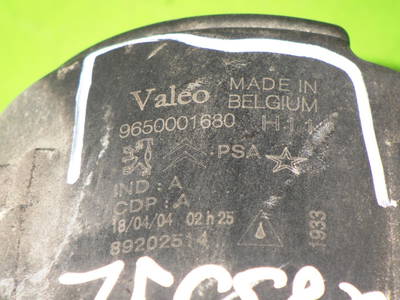 Valeo MADE IN
BELGIUM
9650001680 H11
PSA
IND : A
CDP : A
18/04/04 02 h 25
89202514
1933